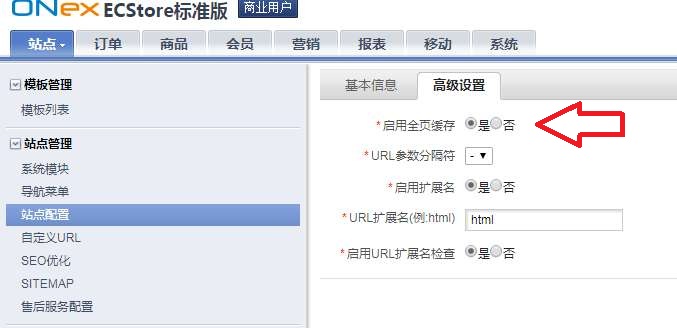 ONex ECStore标准版 商业用户
站点 订单 商品 会员 营销 报表 移动 系统
模板管理
模板列表
站点管理
系统模块
导航菜单
站点配置
自定义URL
SEO优化
SITEMAP
售后服务配置
基本信息 高级设置
*启用全页缓存 是 否
*URL参数分隔符 -
*启用扩展名 是 否
*URL扩展名(例:html) html
*启用URL扩展名检查 是 否